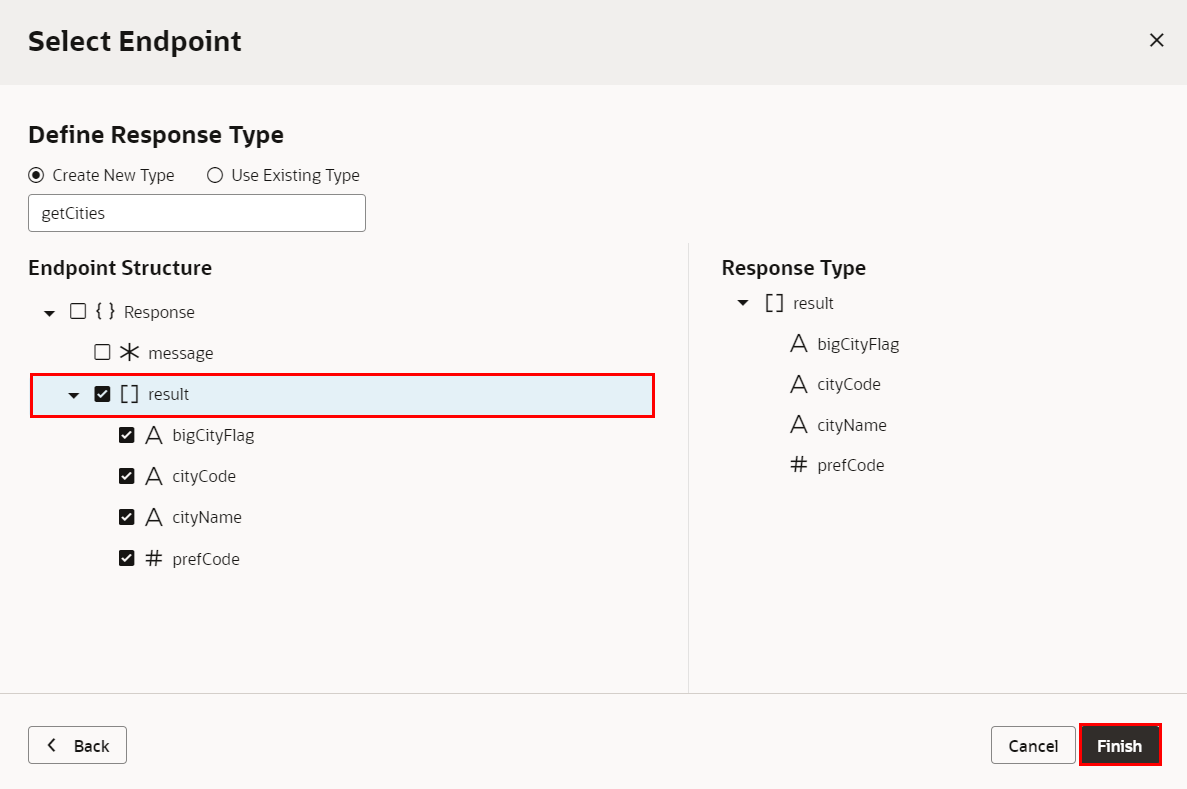 Select Endpoint
Define Response Type
Create New Type Use Existing Type
getCities
Endpoint Structure
{ } Response
message
[ ] result
A bigCityFlag
A cityCode
A cityName
# prefCode
Response Type
[ ] result
A bigCityFlag
A cityCode
A cityName
# prefCode
Back Cancel Finish